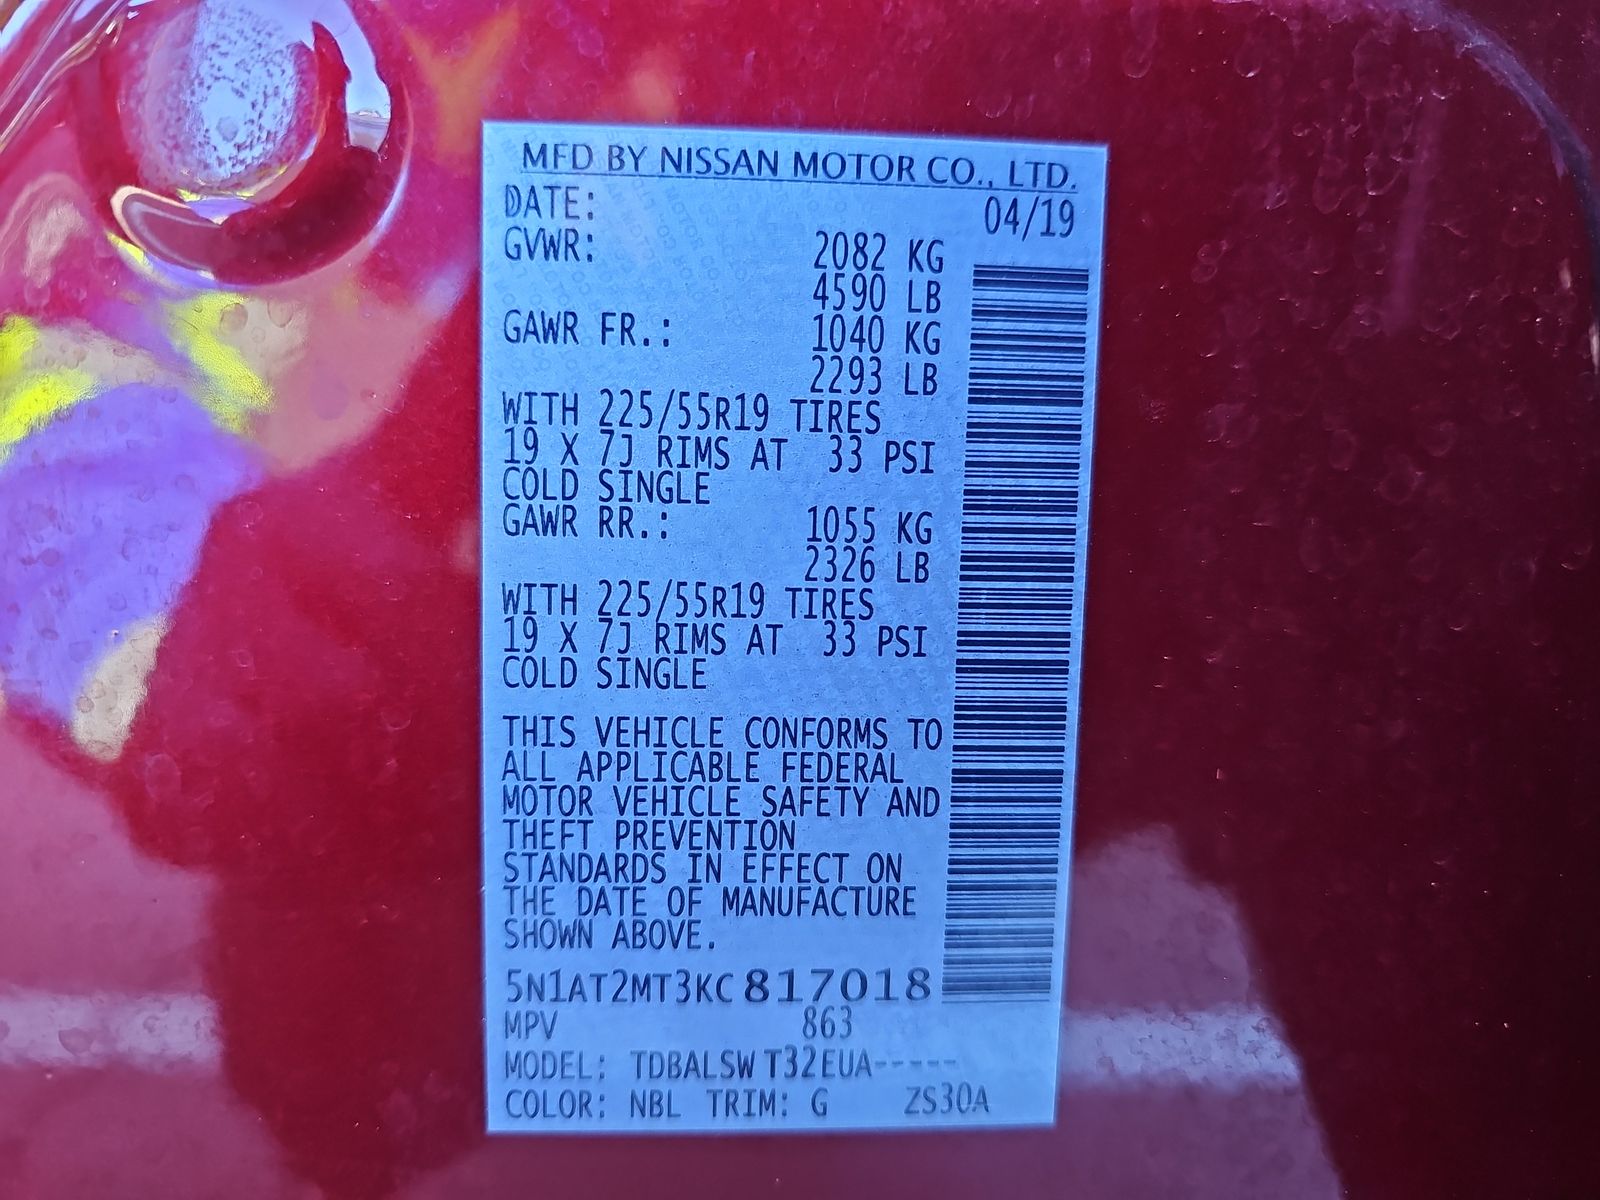 MFD BY NISSAN MOTOR CO., LTD.
DATE: 04/19
GVWR: 2082 KG
4590 LB
GAWR FR.: 1040 KG
2293 LB
WITH 225/55R19 TIRES
19 X 7J RIMS AT 33 PSI
COLD SINGLE
GAWR RR.: 1055 KG
2326 LB
WITH 225/55R19 TIRES
19 X 7J RIMS AT 33 PSI
COLD SINGLE
THIS VEHICLE CONFORMS TO
ALL APPLICABLE FEDERAL
MOTOR VEHICLE SAFETY AND
THEFT PREVENTION
STANDARDS IN EFFECT ON
THE DATE OF MANUFACTURE
SHOWN ABOVE.
5N1AT2MT3KC817018
MPV 863
MODEL: TDBALSW T32EUA-----
COLOR: NBL TRIM: G ZS30A